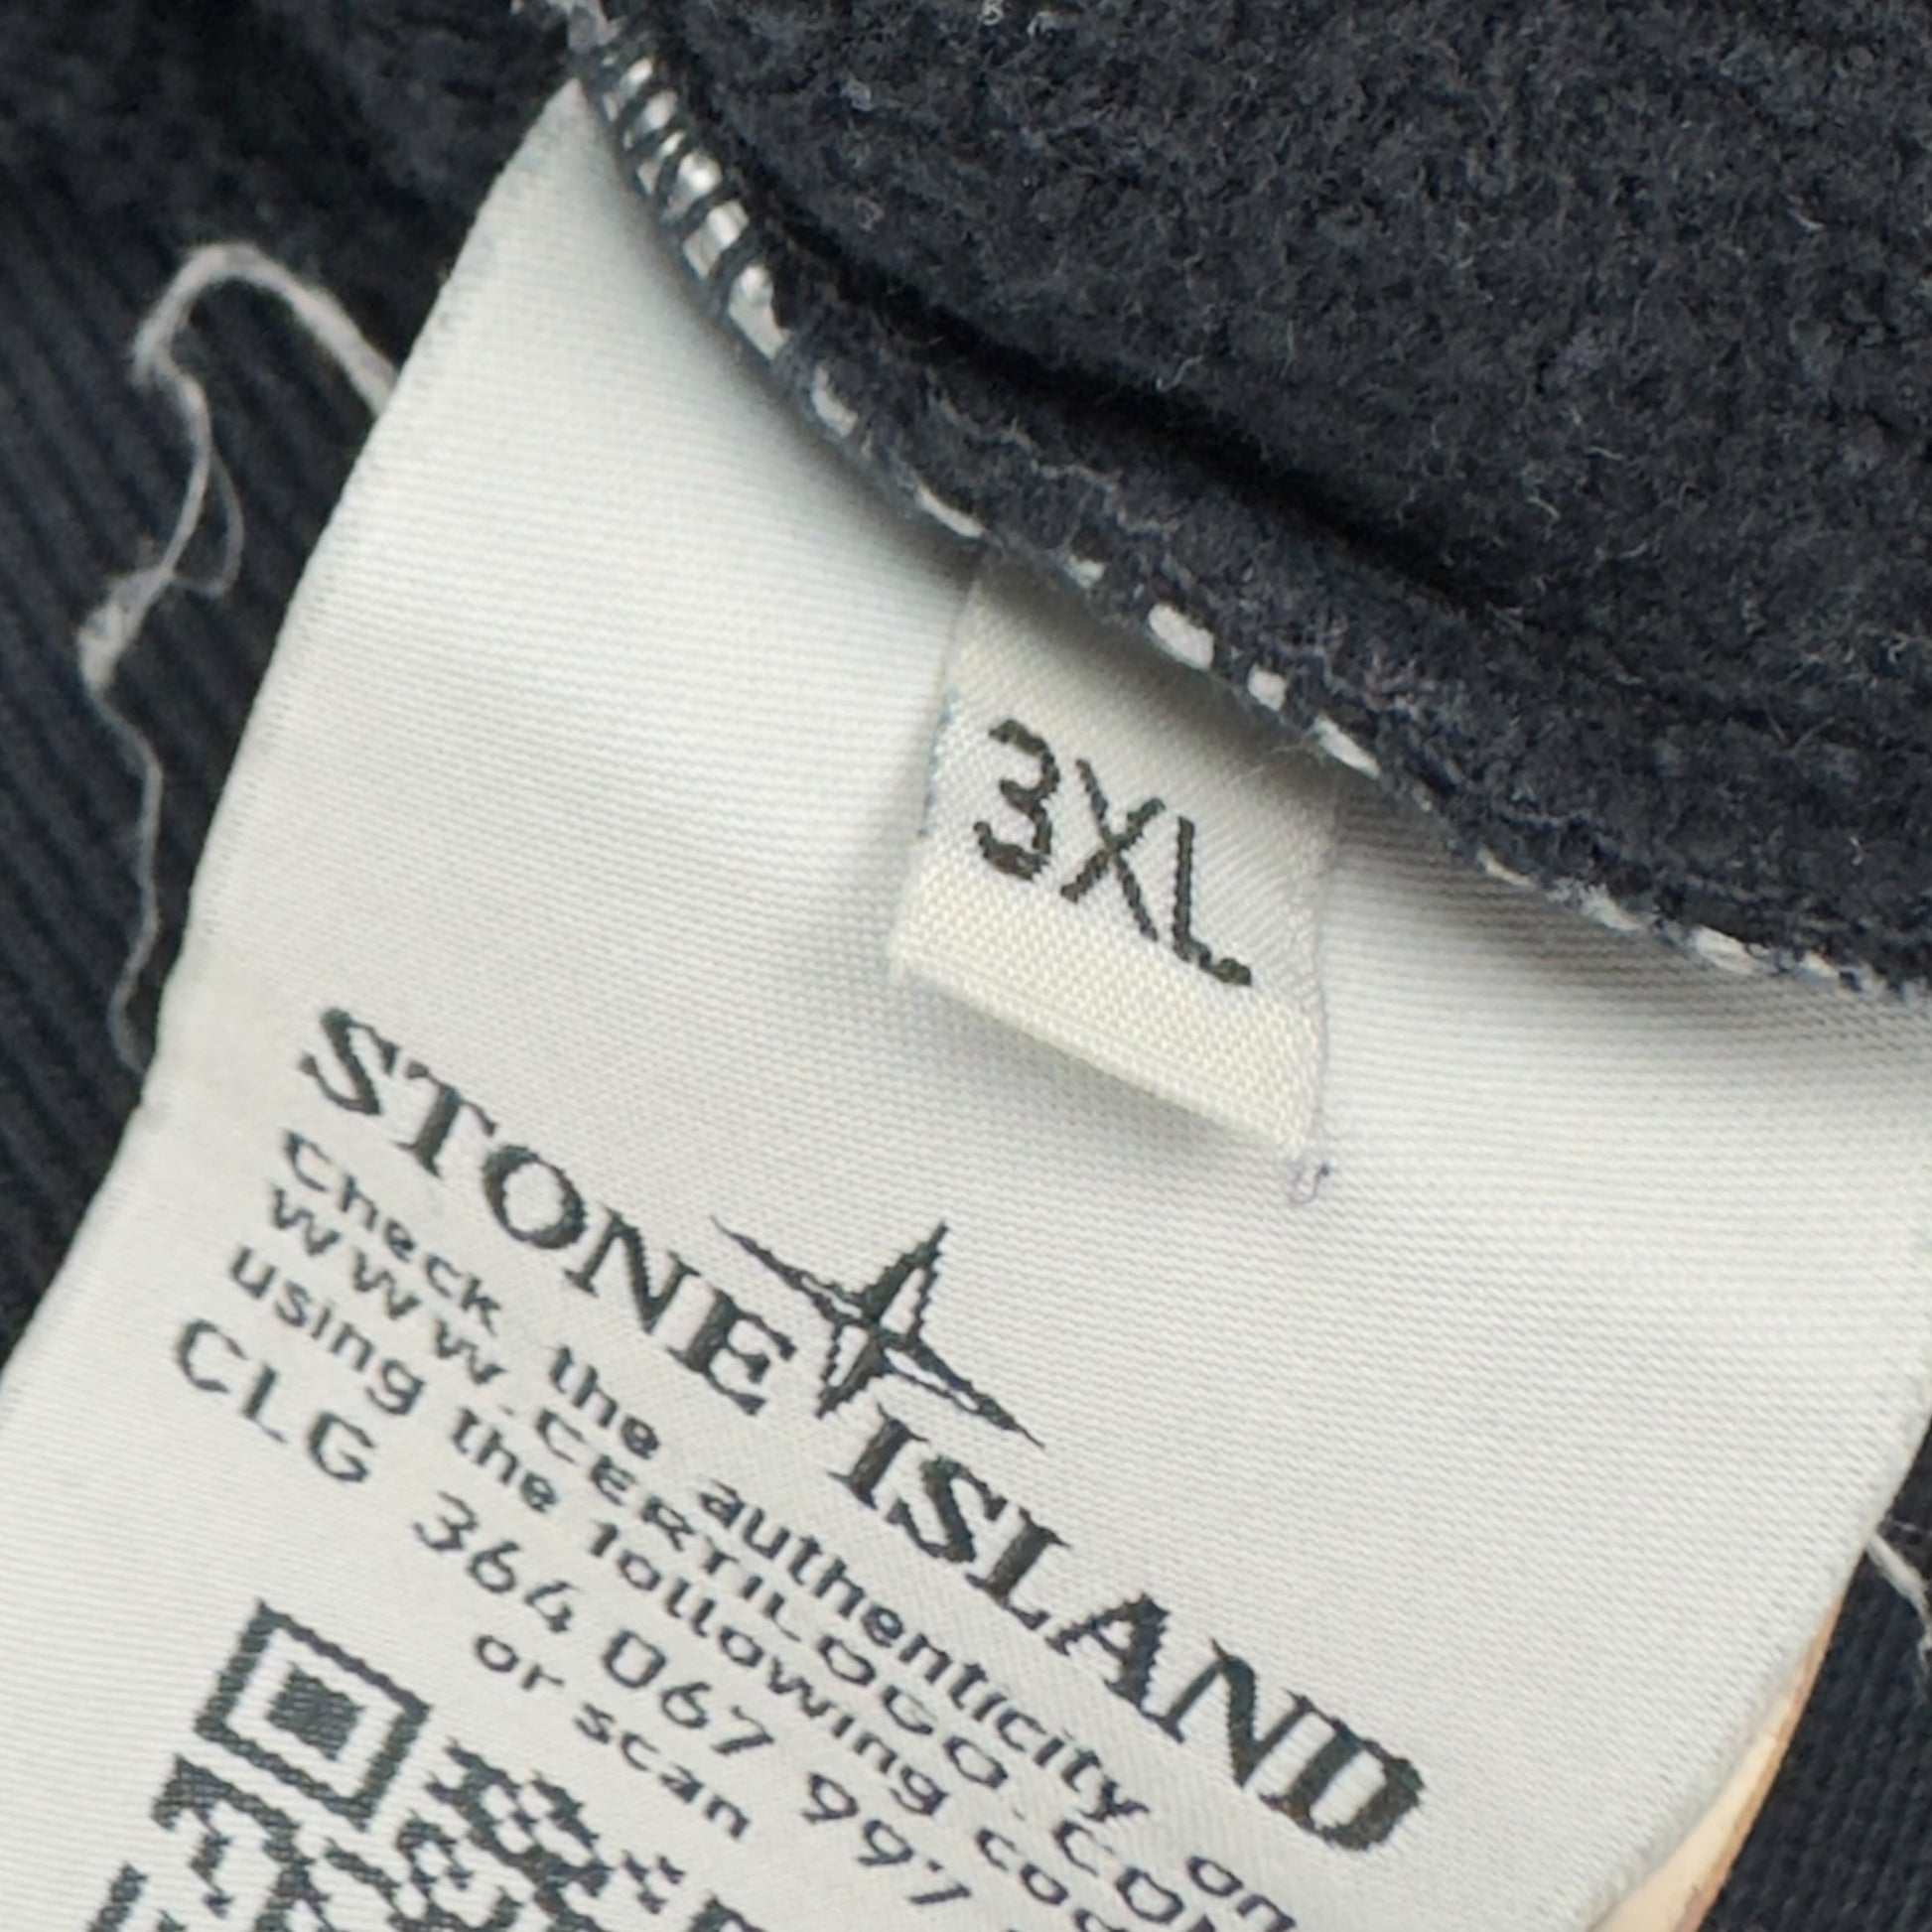 3XL
STONE ISLAND
Check the authenticity on
WWW.CERTILOGO.COM
using the following code
CLG 364 067 997
or scan